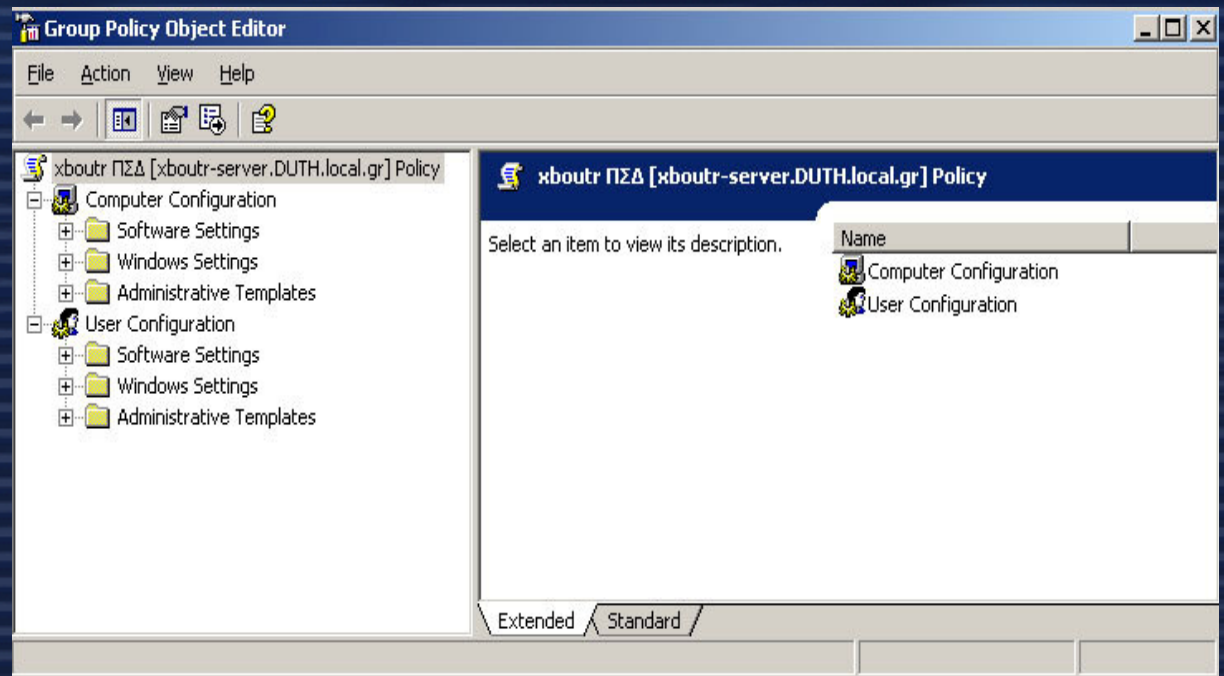 Group Policy Object Editor
File Action View Help
xboutr ΠΣΔ [xboutr-server.DUTH.local.gr] Policy
Computer Configuration
Software Settings
Windows Settings
Administrative Templates
User Configuration
Software Settings
Windows Settings
Administrative Templates
xboutr ΠΣΔ [xboutr-server.DUTH.local.gr] Policy
Select an item to view its description.
Name
Computer Configuration
User Configuration
Extended Standard